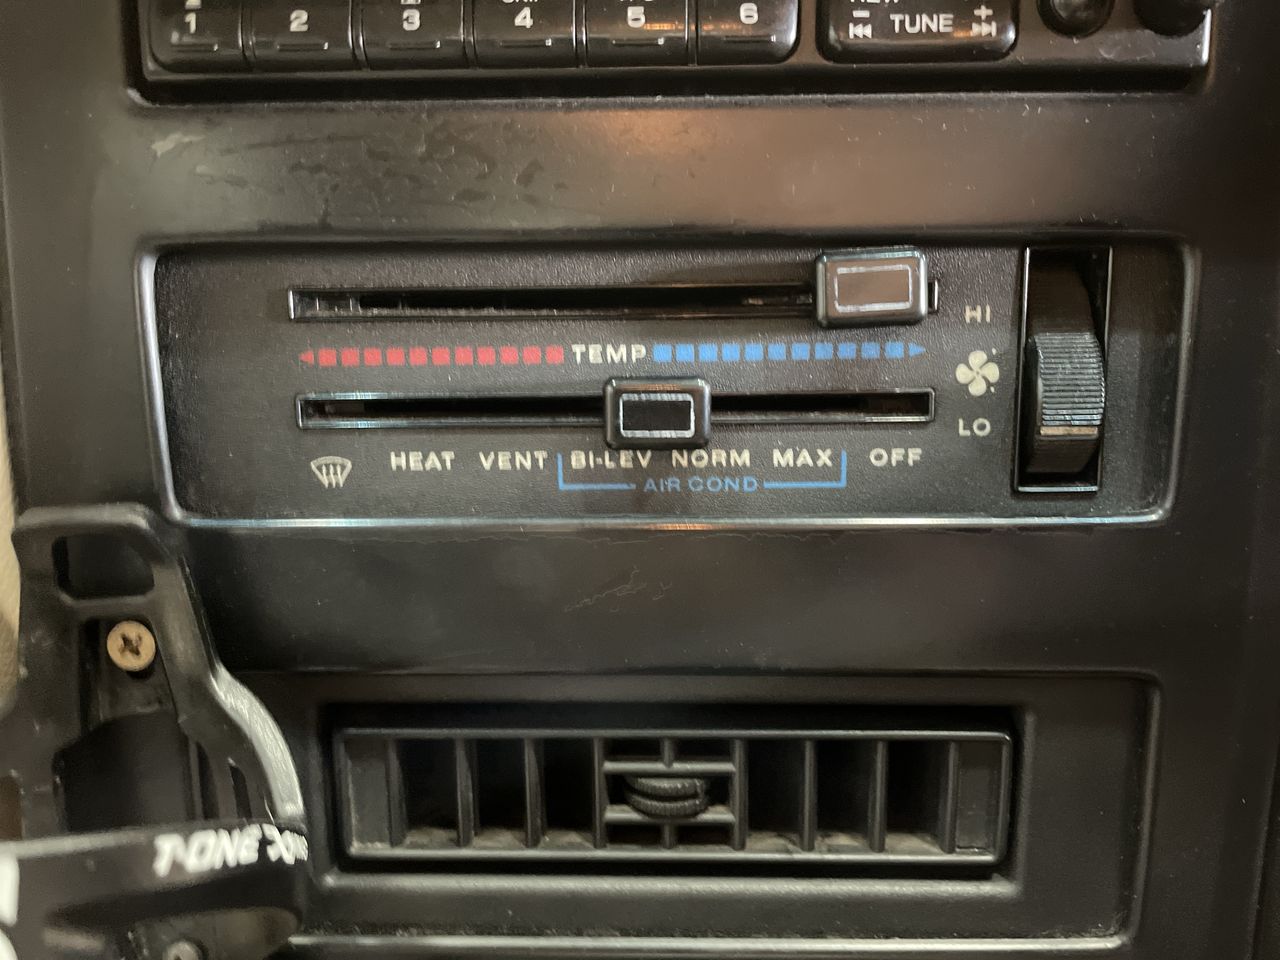 1 2 3 4 5 6
− TUNE +
HI
TEMP
LO
HEAT VENT BI-LEV NORM MAX OFF
AIR COND
T-ONE